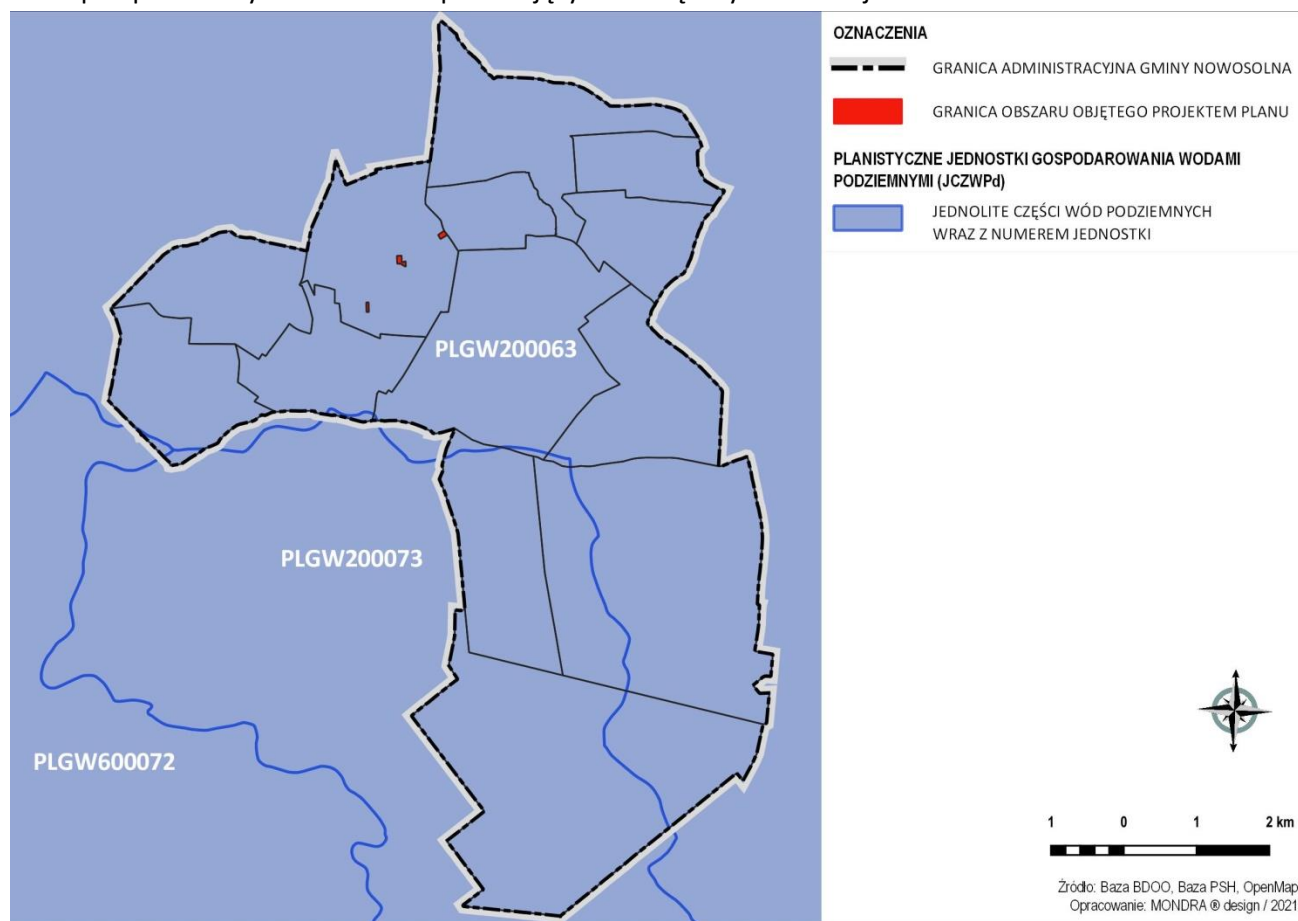 OZNACZENIA
GRANICA ADMINISTRACYJNA GMINY NOWOSOLNA
GRANICA OBSZARU OBJĘTEGO PROJEKTEM PLANU
PLANISTYCZNE JEDNOSTKI GOSPODAROWANIA WODAMI
PODZIEMNYMI (JCZWPd)
JEDNOLITE CZĘŚCI WÓD PODZIEMNYCH
WRAZ Z NUMEREM JEDNOSTKI
PLGW200063
PLGW200073
PLGW600072
1 0 1 2 km
Źródło: Baza BDOO, Baza PSH, OpenMap
Opracowanie: MONDRA ® design / 2021